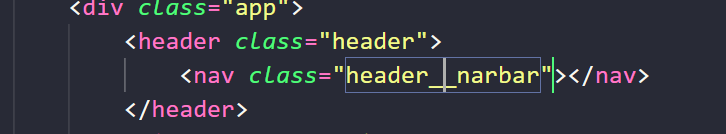 <div class="app">
<header class="header">
<nav class="header__narbar"></nav>
</header>